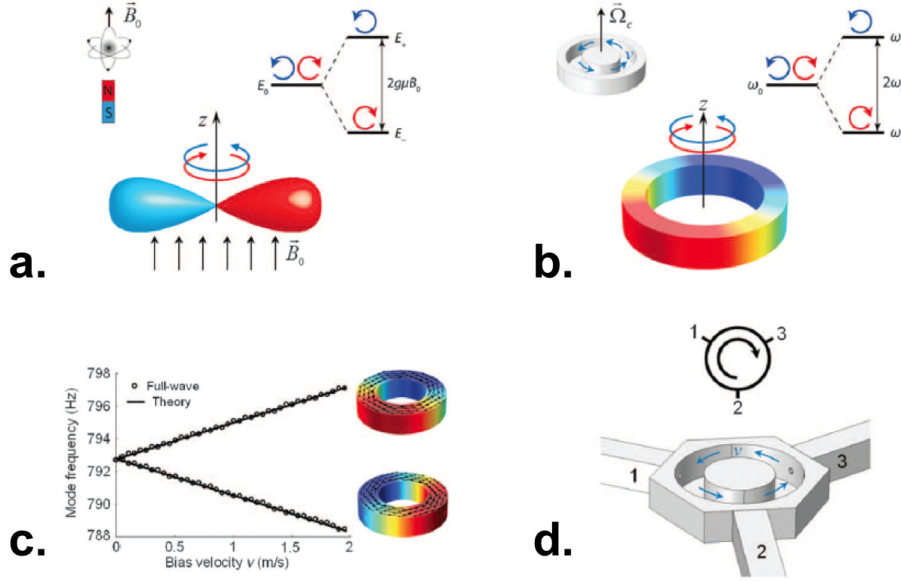 B⃗₀
N
S
E₀
E₊
2gμB₀
E₋
z
B⃗₀
a.
Ω⃗c
v
ω₀
ω
2ω
ω
z
b.
Mode frequency (Hz)
798
796
794
792
790
788
Full-wave
Theory
0 0.5 1 1.5 2
Bias velocity v (m/s)
c.
1 3
2
v
1
3
2
d.